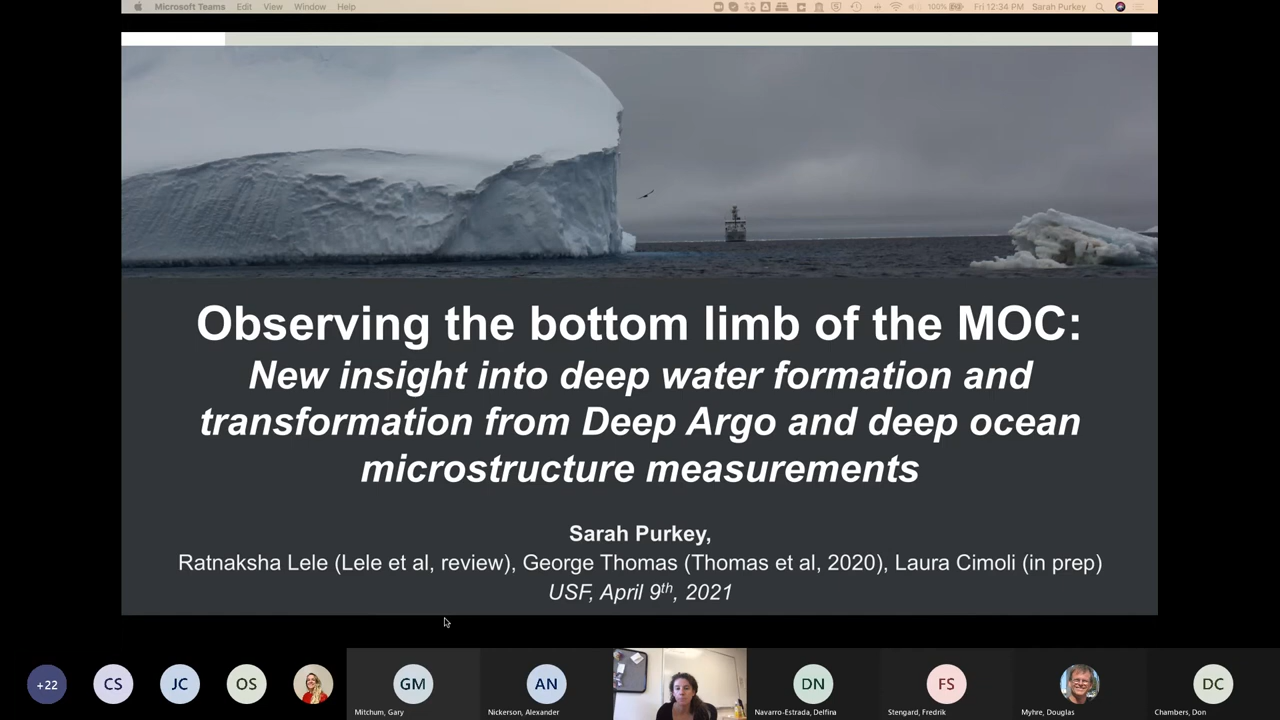 Microsoft Teams Edit View Window Help
100% Fri 12:34 PM Sarah Purkey
Observing the bottom limb of the MOC:
New insight into deep water formation and
transformation from Deep Argo and deep ocean
microstructure measurements
Sarah Purkey,
Ratnaksha Lele (Lele et al, review), George Thomas (Thomas et al, 2020), Laura Cimoli (in prep)
USF, April 9th, 2021
+22 CS JC OS GM AN DN FS DC
Mitchum, Gary Nickerson, Alexander Navarro-Estrada, Delfina Stengard, Fredrik Myhre, Douglas Chambers, Don